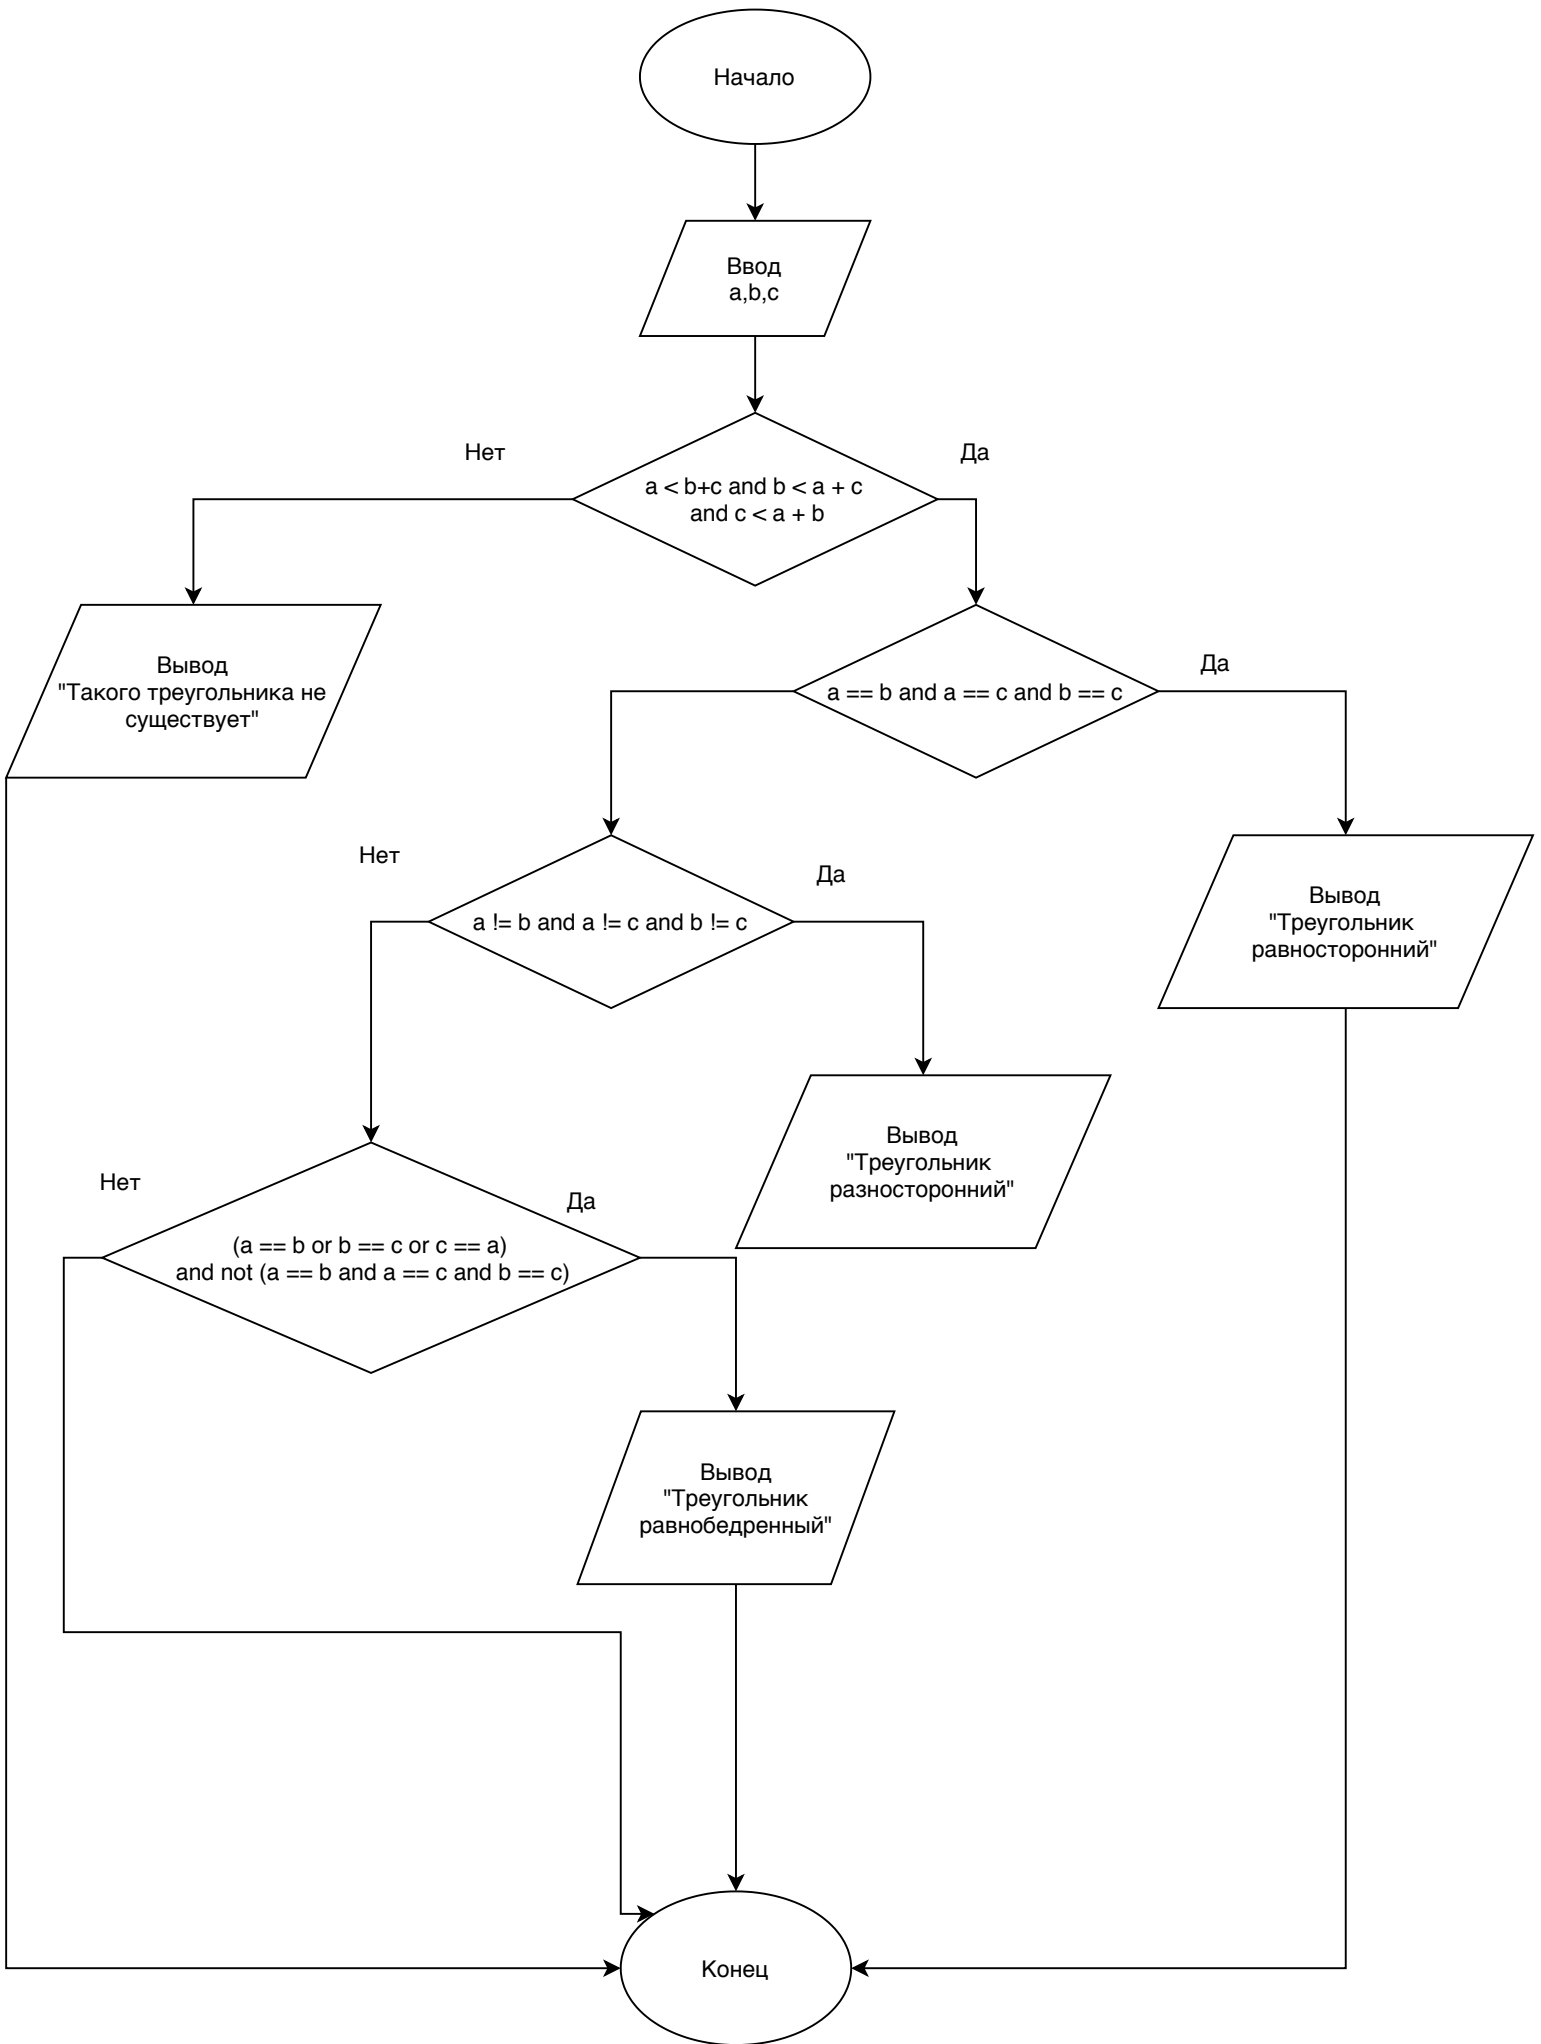 Начало
Ввод
a,b,c
Нет
Да
a < b+c and b < a + c
and c < a + b
Вывод
"Такого треугольника не
существует"
Да
a == b and a == c and b == c
Нет
Да
a != b and a != c and b != c
Вывод
"Треугольник
равносторонний"
Вывод
"Треугольник
разносторонний"
Нет
Да
(a == b or b == c or c == a)
and not (a == b and a == c and b == c)
Вывод
"Треугольник
равнобедренный"
Конец